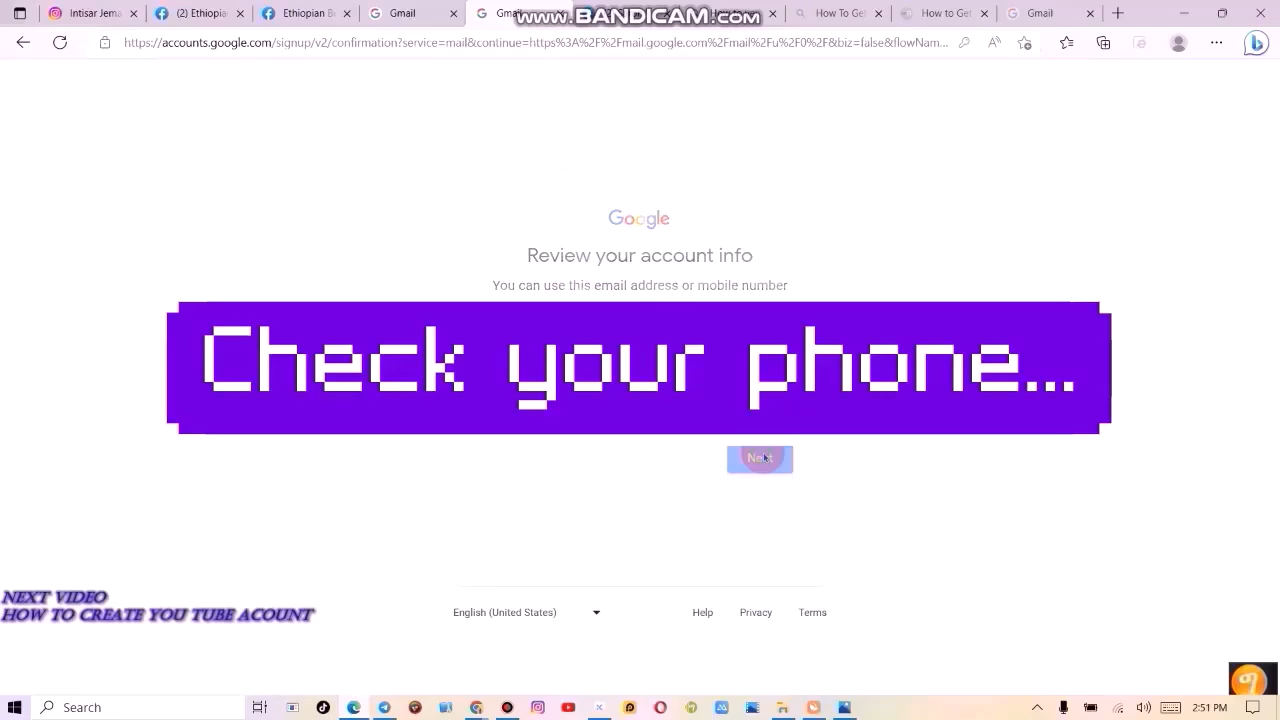 www.BANDICAM.com
Intisar Jema
(2) Ethiopia
Ethiopian B
Gmail
Gmail
How To G
How to Get
Gmail
https://accounts.google.com/signup/v2/confirmation?service=mail&continue=https%3A%2F%2Fmail.google.com%2Fmail%2Fu%2F0%2F&biz=false&flowNam...
Google
Review your account info
You can use this email address or mobile number
Check your phone...
Next
NEXT VIDEO
HOW TO CREATE YOU TUBE ACOUNT
English (United States)
Help
Privacy
Terms
Search
2:51 PM